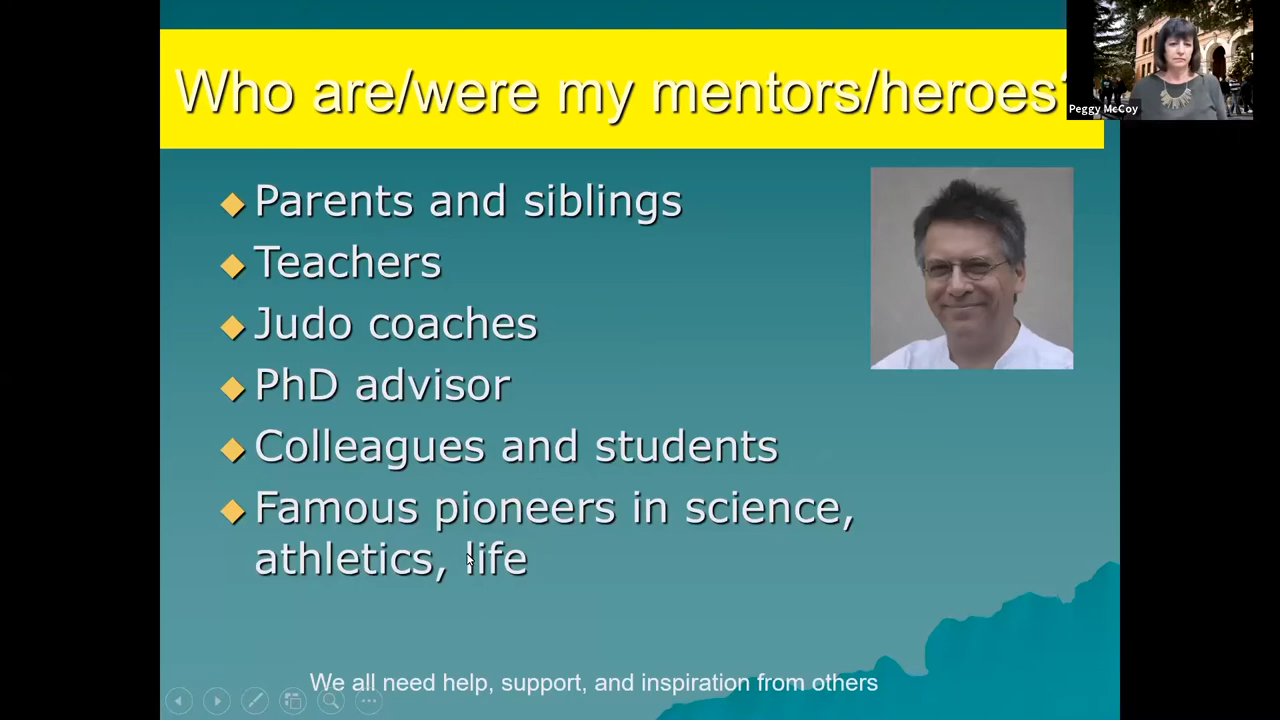 Who are/were my mentors/heroes?
Peggy McCoy
Parents and siblings
Teachers
Judo coaches
PhD advisor
Colleagues and students
Famous pioneers in science,
athletics, life
We all need help, support, and inspiration from others